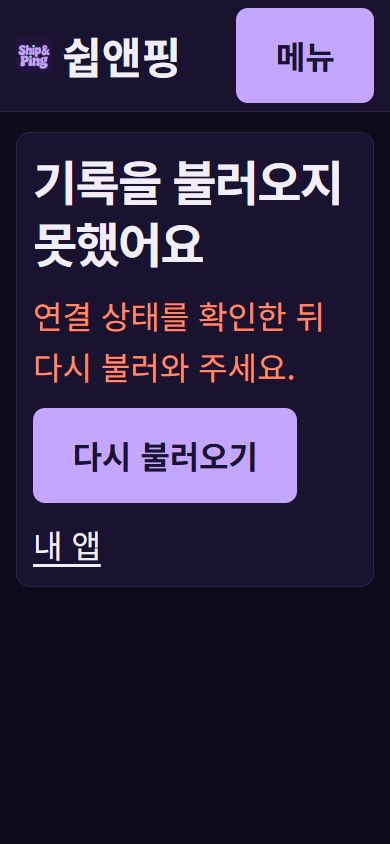 Ship&
Ping
쉽앤핑
메뉴
기록을 불러오지
못했어요
연결 상태를 확인한 뒤
다시 불러와 주세요.
다시 불러오기
내 앱